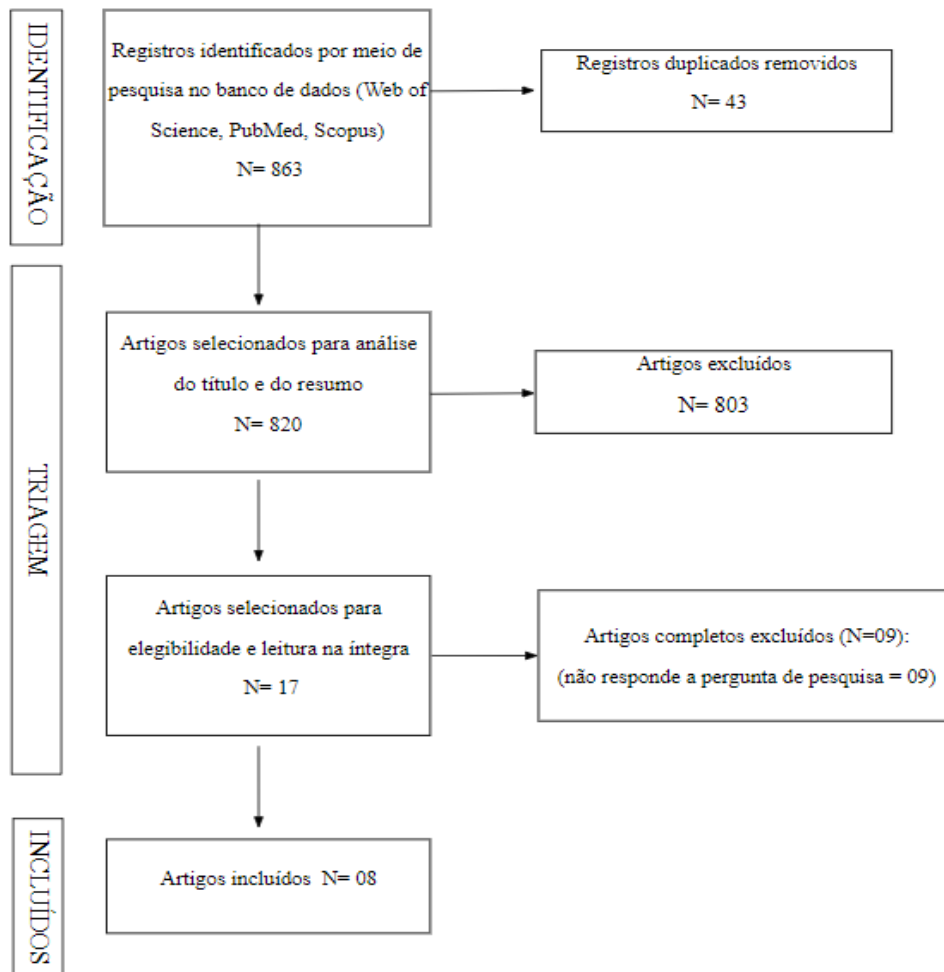 IDENTIFICAÇÃO
Registros identificados por meio de
pesquisa no banco de dados (Web of
Science, PubMed, Scopus)
N= 863
Registros duplicados removidos
N= 43
TRIAGEM
Artigos selecionados para análise
do título e do resumo
N= 820
Artigos excluídos
N= 803
Artigos selecionados para
elegibilidade e leitura na íntegra
N= 17
Artigos completos excluídos (N=09):
(não responde a pergunta de pesquisa = 09)
INCLUÍDOS
Artigos incluídos N= 08